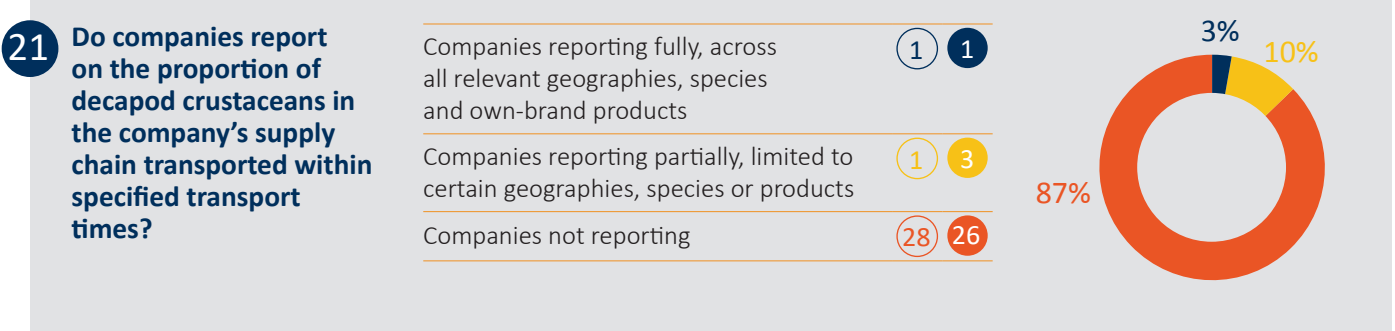 21
Do companies report
on the proportion of
decapod crustaceans in
the company's supply
chain transported within
specified transport
times?
Companies reporting fully, across
all relevant geographies, species
and own-brand products
1 1
Companies reporting partially, limited to
certain geographies, species or products
1 3
Companies not reporting
28 26
3%
10%
87%